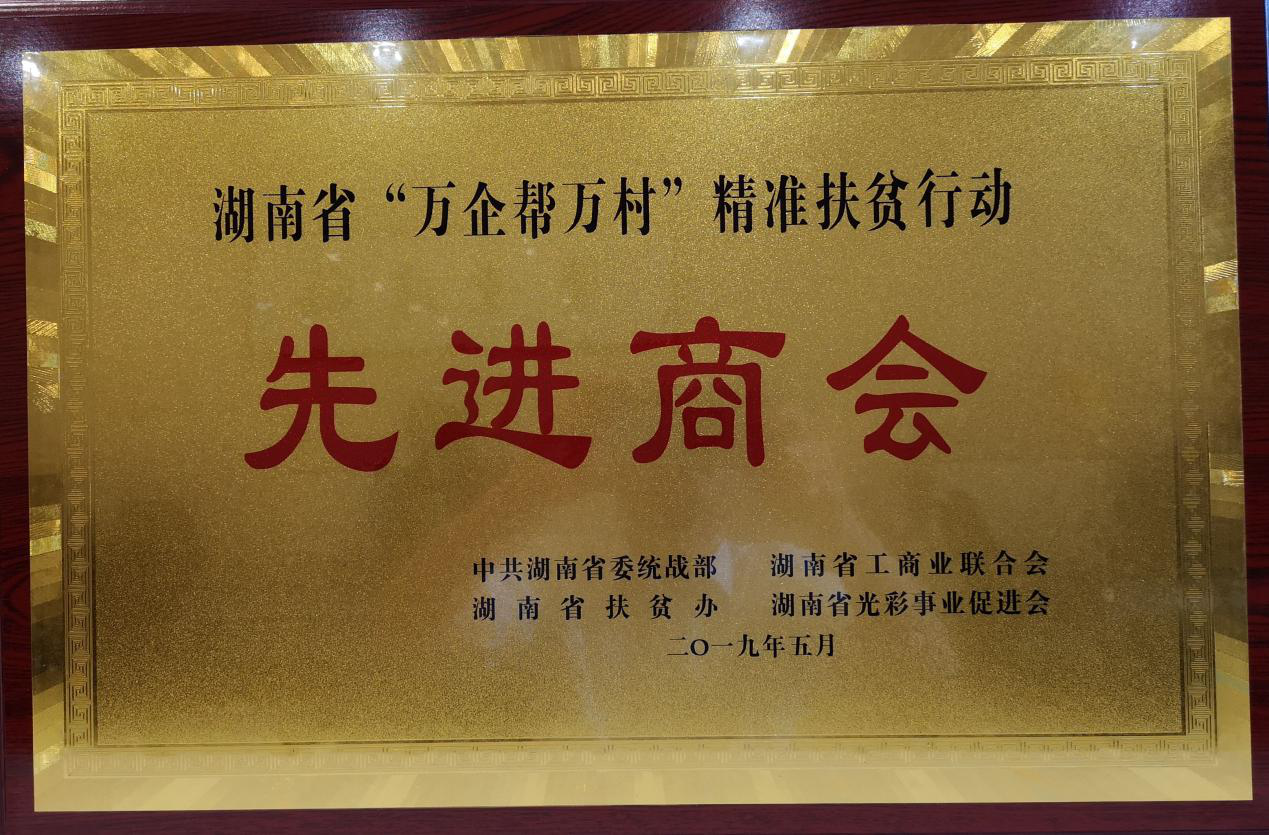 湖南省“万企帮万村”精准扶贫行动
先进商会
中共湖南省委统战部 湖南省工商业联合会
湖南省扶贫办 湖南省光彩事业促进会
二〇一九年五月